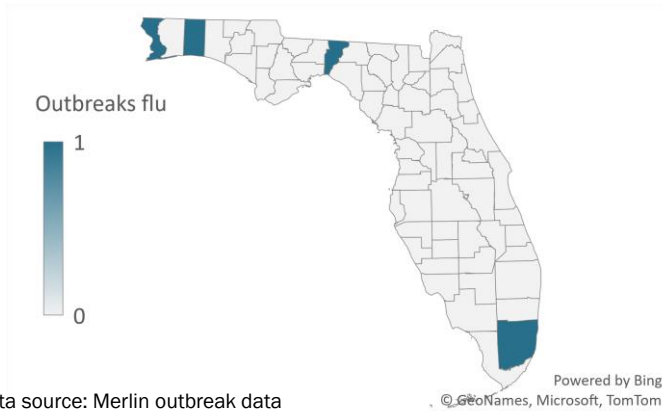 Outbreaks flu
1
0
Powered by Bing
© GeoNames, Microsoft, TomTom
ta source: Merlin outbreak data